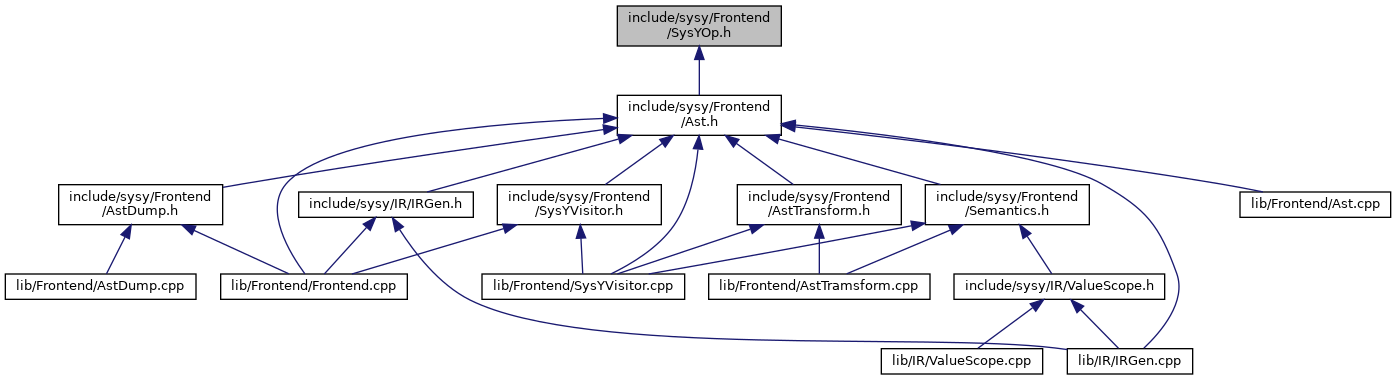 include/sysy/Frontend
/SysYOp.h
include/sysy/Frontend
/Ast.h
include/sysy/Frontend
/AstDump.h
include/sysy/IR/IRGen.h
include/sysy/Frontend
/SysYVisitor.h
include/sysy/Frontend
/AstTransform.h
include/sysy/Frontend
/Semantics.h
lib/Frontend/Ast.cpp
lib/Frontend/AstDump.cpp
lib/Frontend/Frontend.cpp
lib/Frontend/SysYVisitor.cpp
lib/Frontend/AstTramsform.cpp
include/sysy/IR/ValueScope.h
lib/IR/ValueScope.cpp
lib/IR/IRGen.cpp